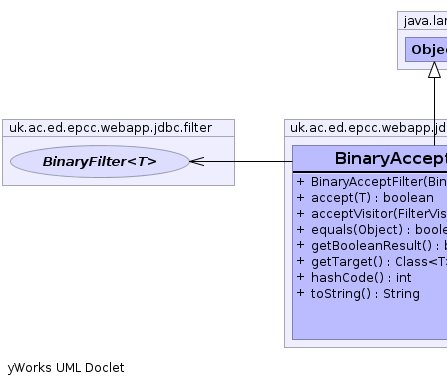 java.lan
Objec
uk.ac.ed.epcc.webapp.jdbc.filter
BinaryFilter<T>
uk.ac.ed.epcc.webapp.jd
BinaryAccept
+ BinaryAcceptFilter(Bin
+ accept(T) : boolean
+ acceptVisitor(FilterVis
+ equals(Object) : boole
+ getBooleanResult() : b
+ getTarget() : Class<T>
+ hashCode() : int
+ toString() : String
yWorks UML Doclet